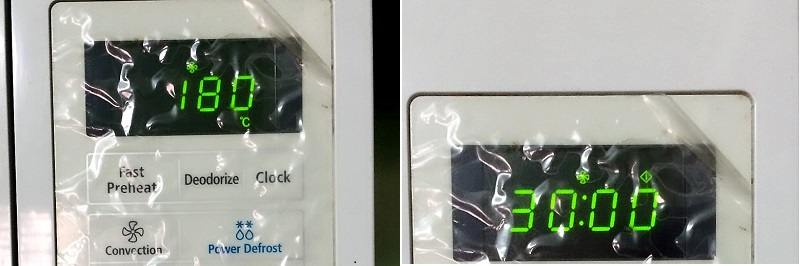 180
°C
Fast Preheat
Deodorize
Clock
Convection
Power Defrost
30:00